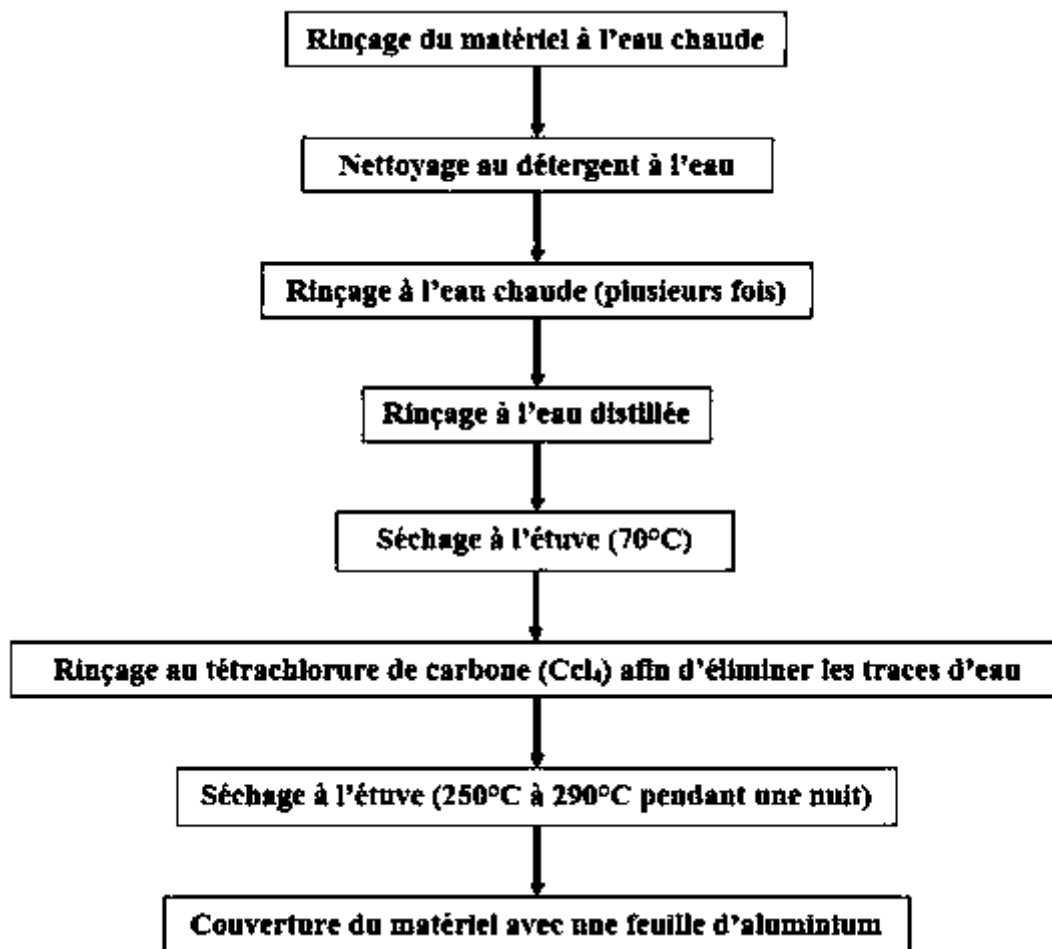 Rinçage du matériel à l'eau chaude
Nettoyage au détergent à l'eau
Rinçage à l'eau chaude (plusieurs fois)
Rinçage à l'eau distillée
Séchage à l'étuve (70°C)
Rinçage au tétrachlorure de carbone (Ccl₄) afin d'éliminer les traces d'eau
Séchage à l'étuve (250°C à 290°C pendant une nuit)
Couverture du matériel avec une feuille d'aluminium